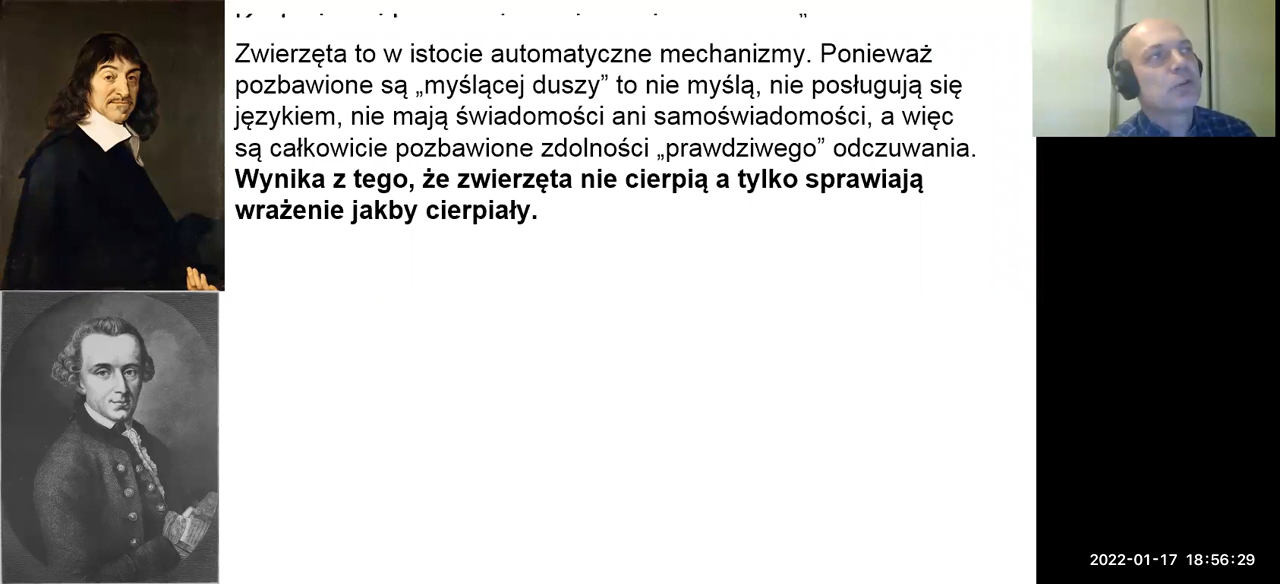 Zwierzęta to w istocie automatyczne mechanizmy. Ponieważ
pozbawione są „myślącej duszy” to nie myślą, nie posługują się
językiem, nie mają świadomości ani samoświadomości, a więc
są całkowicie pozbawione zdolności „prawdziwego” odczuwania.
Wynika z tego, że zwierzęta nie cierpią a tylko sprawiają
wrażenie jakby cierpiały.
2022-01-17 18:56:29